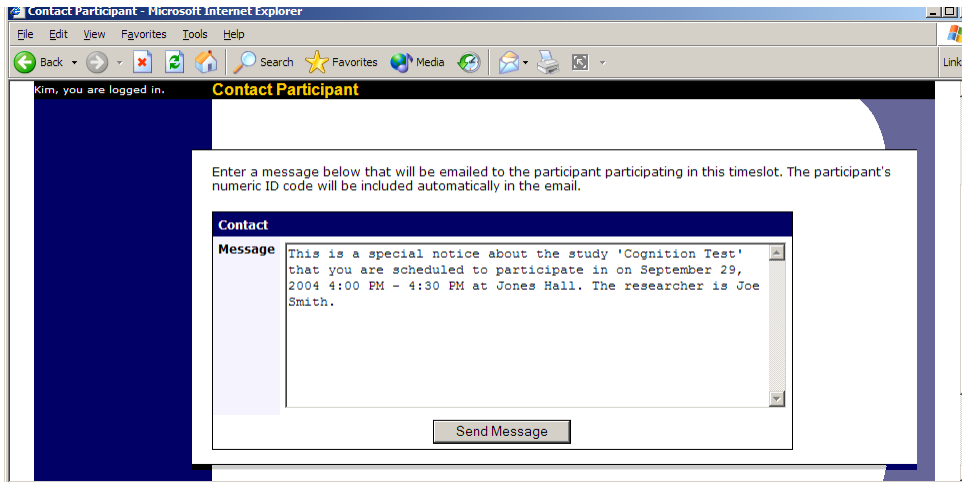 Contact Participant - Microsoft Internet Explorer
File Edit View Favorites Tools Help
Back Search Favorites Media
Link
Kim, you are logged in. Contact Participant
Enter a message below that will be emailed to the participant participating in this timeslot. The participant's
numeric ID code will be included automatically in the email.
Contact
Message
This is a special notice about the study 'Cognition Test'
that you are scheduled to participate in on September 29,
2004 4:00 PM - 4:30 PM at Jones Hall. The researcher is Joe
Smith.
Send Message